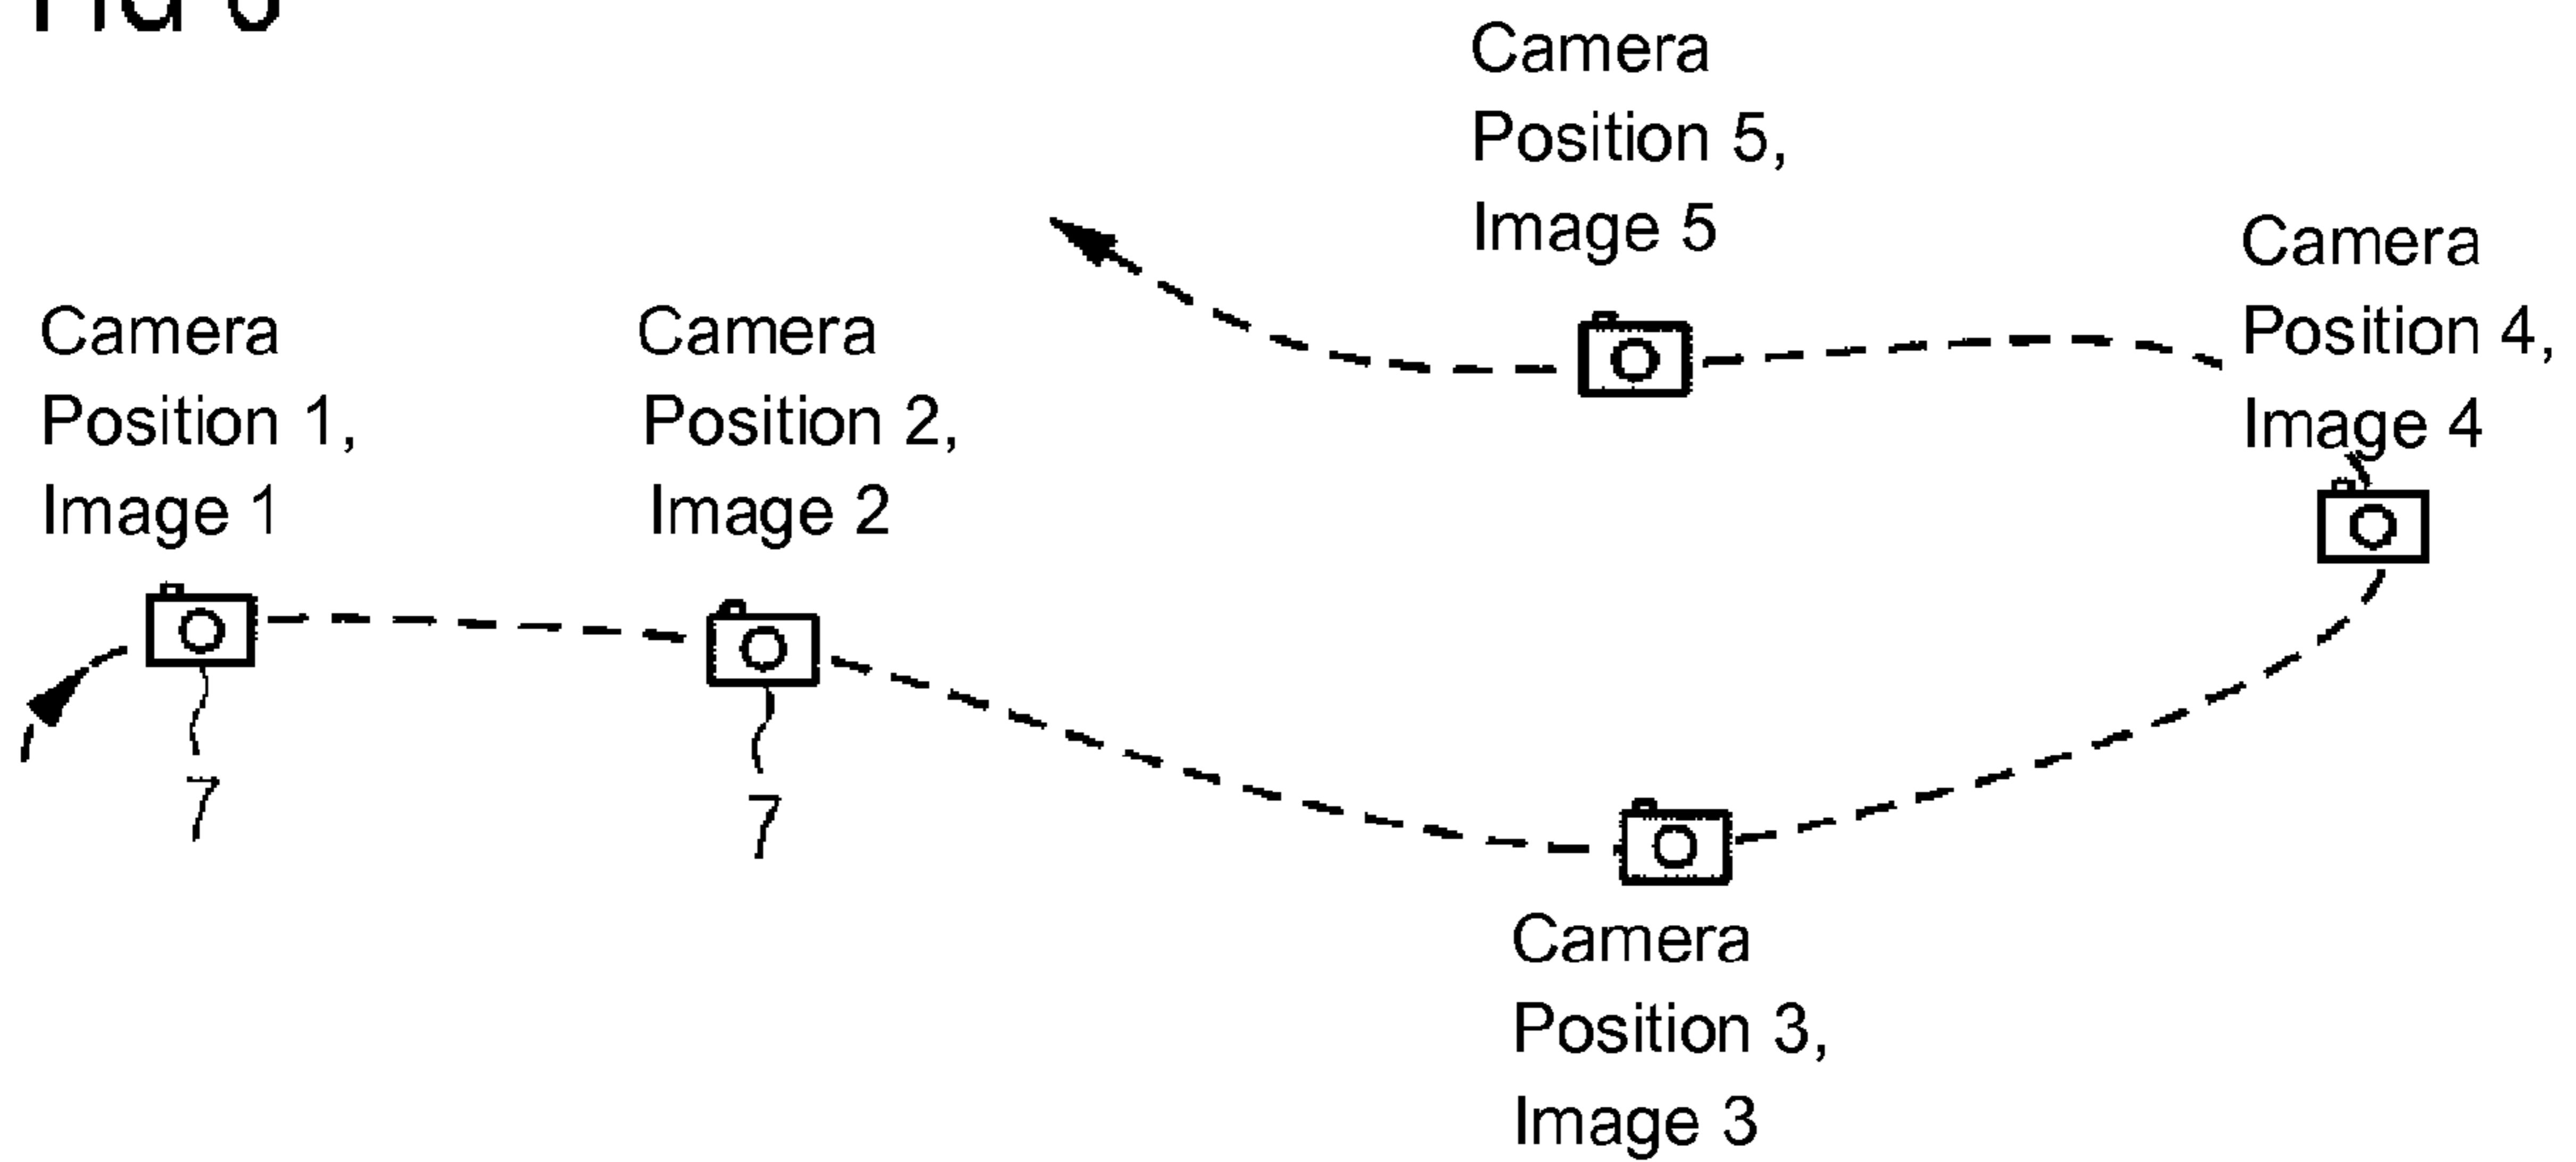 Camera
Position 5,
Image 5
Camera
Position 4,
Image 4
Camera
Position 1,
Image 1
Camera
Position 2,
Image 2
7
7
Camera
Position 3,
Image 3